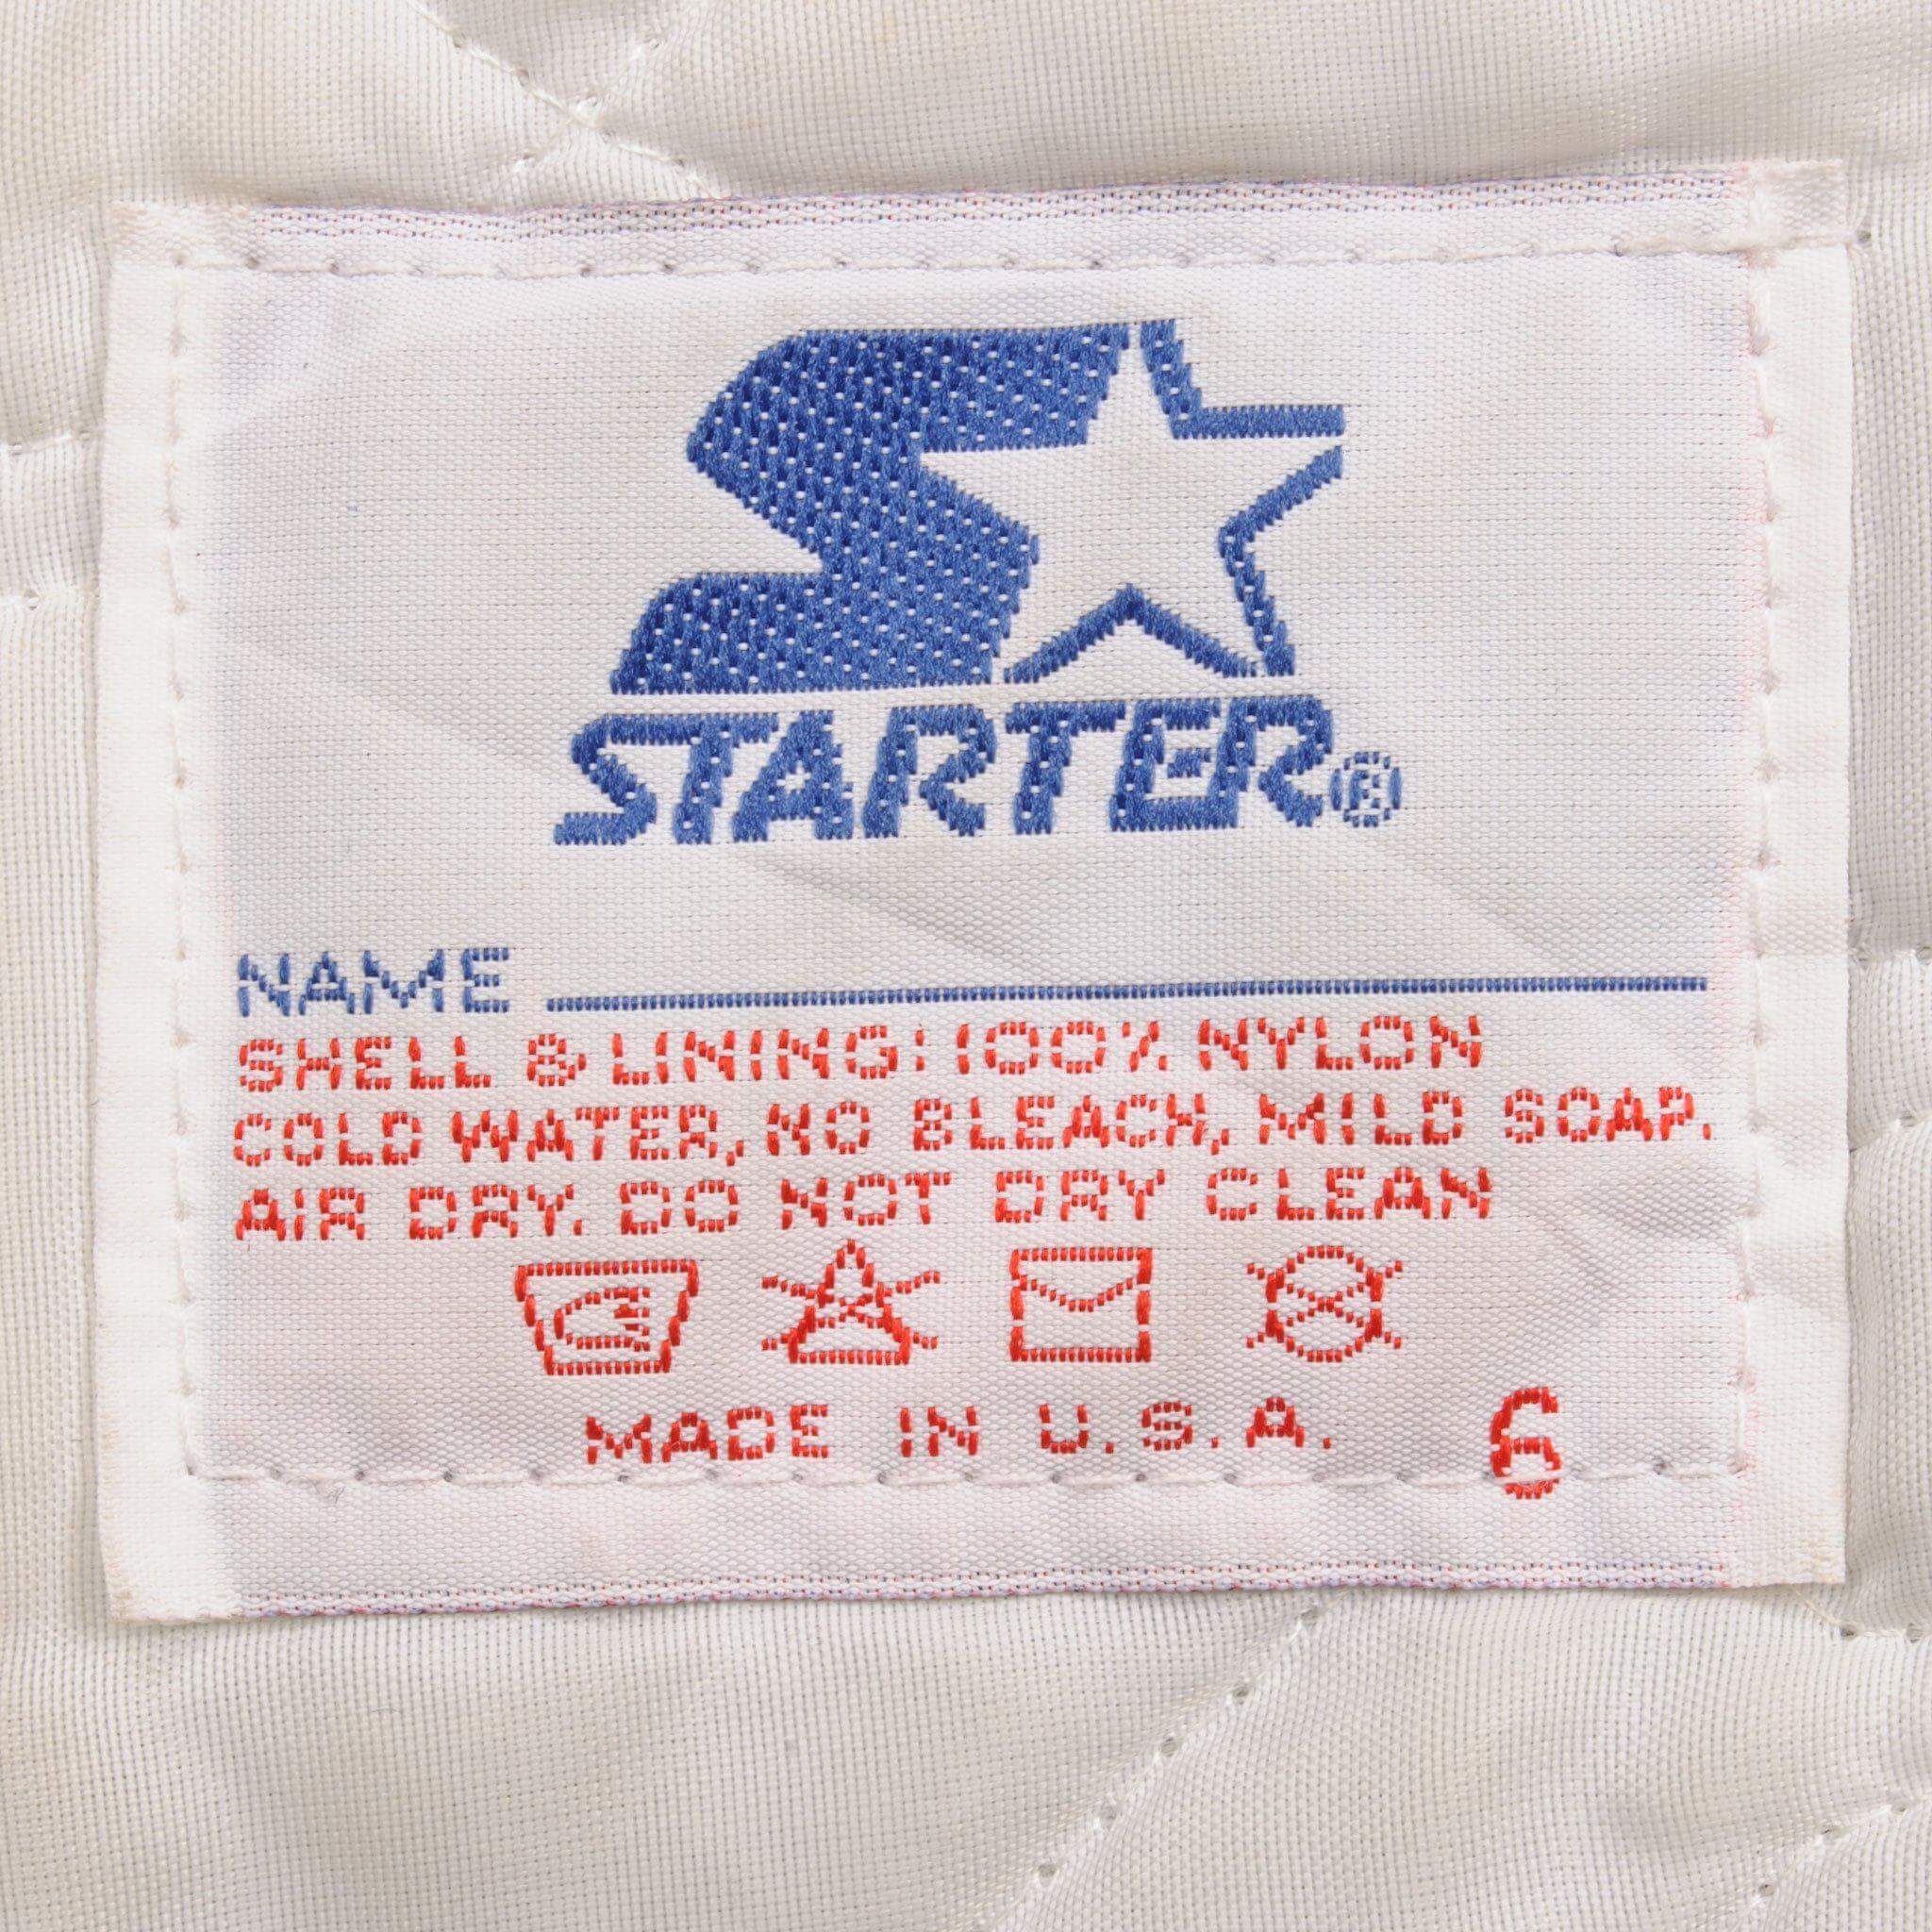 STARTER®
NAME
SHELL & LINING: 100% NYLON
COLD WATER, NO BLEACH, MILD SOAP.
AIR DRY. DO NOT DRY CLEAN
MADE IN U.S.A. 6